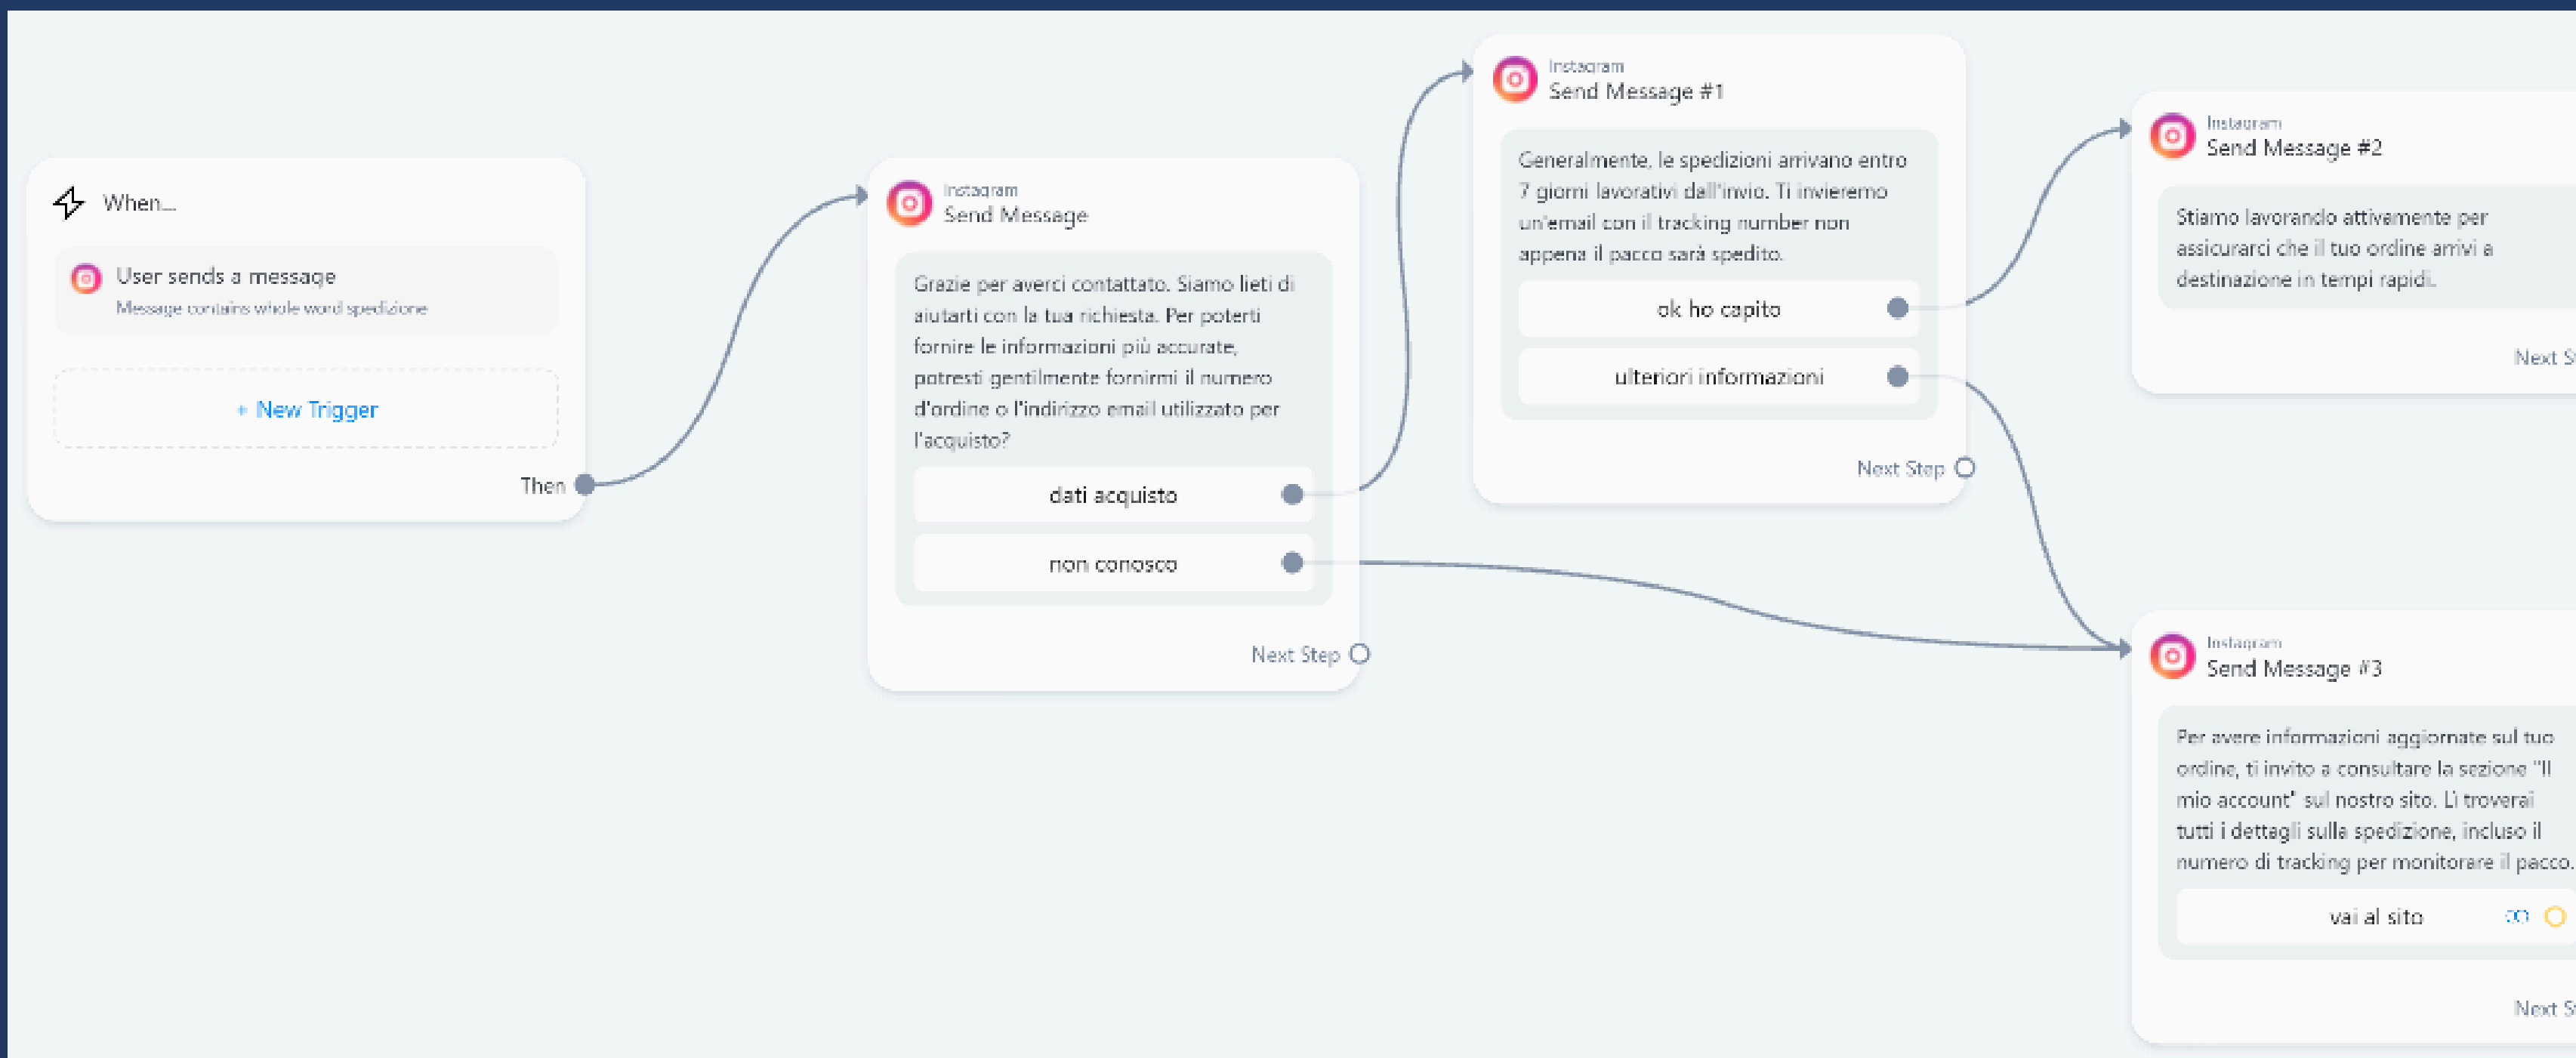 When...
User sends a message
Message contains whole word spedizione
+ New Trigger
Then
Instagram
Send Message
Grazie per averci contattato. Siamo lieti di
aiutarti con la tua richiesta. Per poterti
fornire le informazioni più accurate,
potresti gentilmente fornirmi il numero
d'ordine o l'indirizzo email utilizzato per
l'acquisto?
dati acquisto
non conosco
Next Step
Instagram
Send Message #1
Generalmente, le spedizioni arrivano entro
7 giorni lavorativi dall'invio. Ti invieremo
un'email con il tracking number non
appena il pacco sarà spedito.
ok ho capito
ulteriori informazioni
Next Step
Instagram
Send Message #2
Stiamo lavorando attivamente per
assicurarci che il tuo ordine arrivi a
destinazione in tempi rapidi.
Next
Instagram
Send Message #3
Per avere informazioni aggiornate sul tuo
ordine, ti invito a consultare la sezione "Il
mio account" sul nostro sito. Lì troverai
tutti i dettagli sulla spedizione, incluso il
numero di tracking per monitorare il pacco.
vai al sito
Next